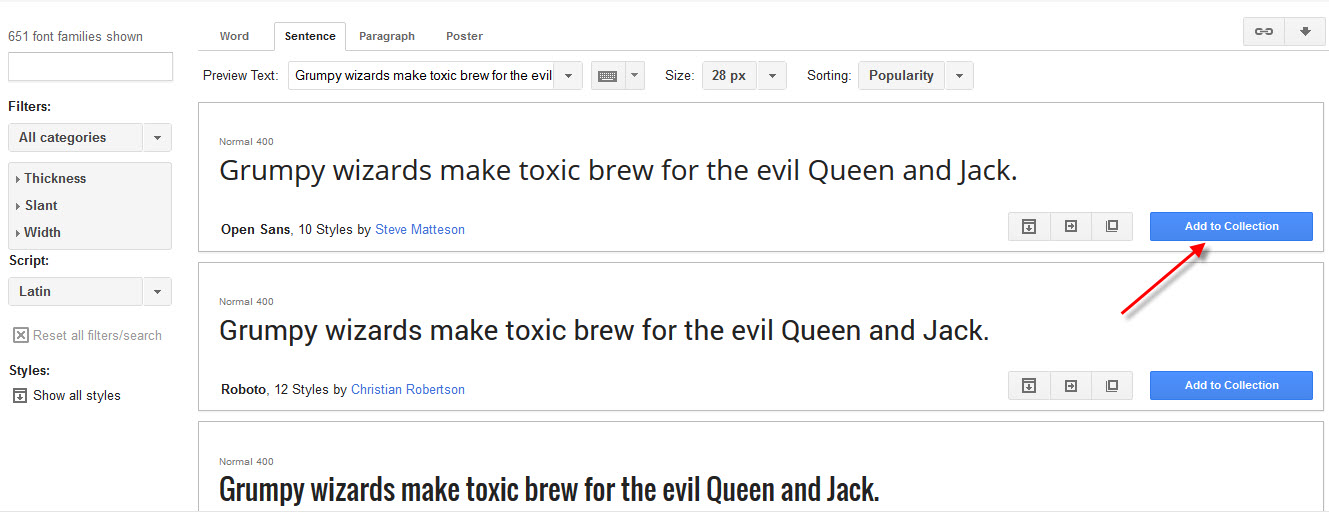 651 font families shown
Word Sentence Paragraph Poster
Preview Text: Grumpy wizards make toxic brew for the evil Size: 28 px Sorting: Popularity
Filters:
All categories
Thickness
Slant
Width
Script:
Latin
Reset all filters/search
Styles:
Show all styles
Normal 400
Grumpy wizards make toxic brew for the evil Queen and Jack.
Open Sans, 10 Styles by Steve Matteson Add to Collection
Normal 400
Grumpy wizards make toxic brew for the evil Queen and Jack.
Roboto, 12 Styles by Christian Robertson Add to Collection
Normal 400
Grumpy wizards make toxic brew for the evil Queen and Jack.